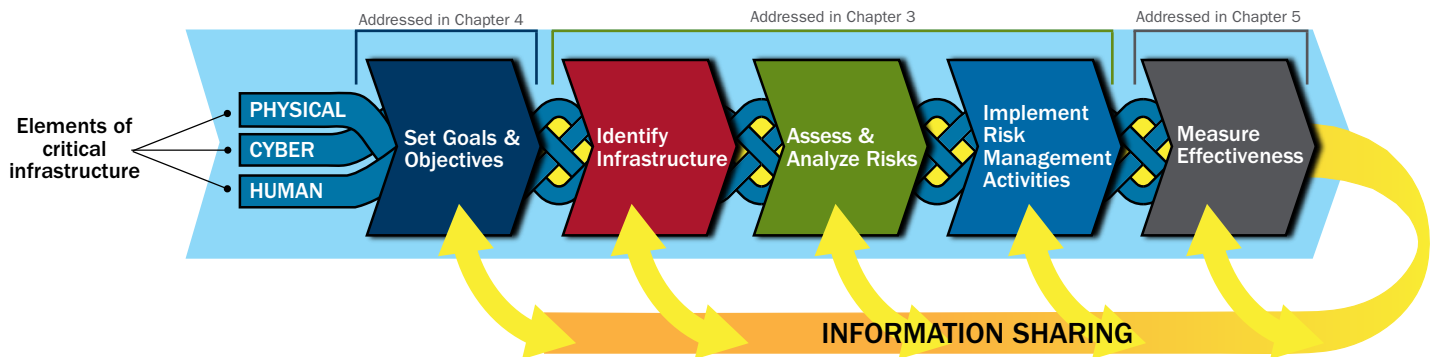 Addressed in Chapter 4
Addressed in Chapter 3
Addressed in Chapter 5
Elements of
critical
infrastructure
PHYSICAL
CYBER
HUMAN
Set Goals &
Objectives
Identify
Infrastructure
Assess &
Analyze Risks
Implement
Risk
Management
Activities
Measure
Effectiveness
INFORMATION SHARING